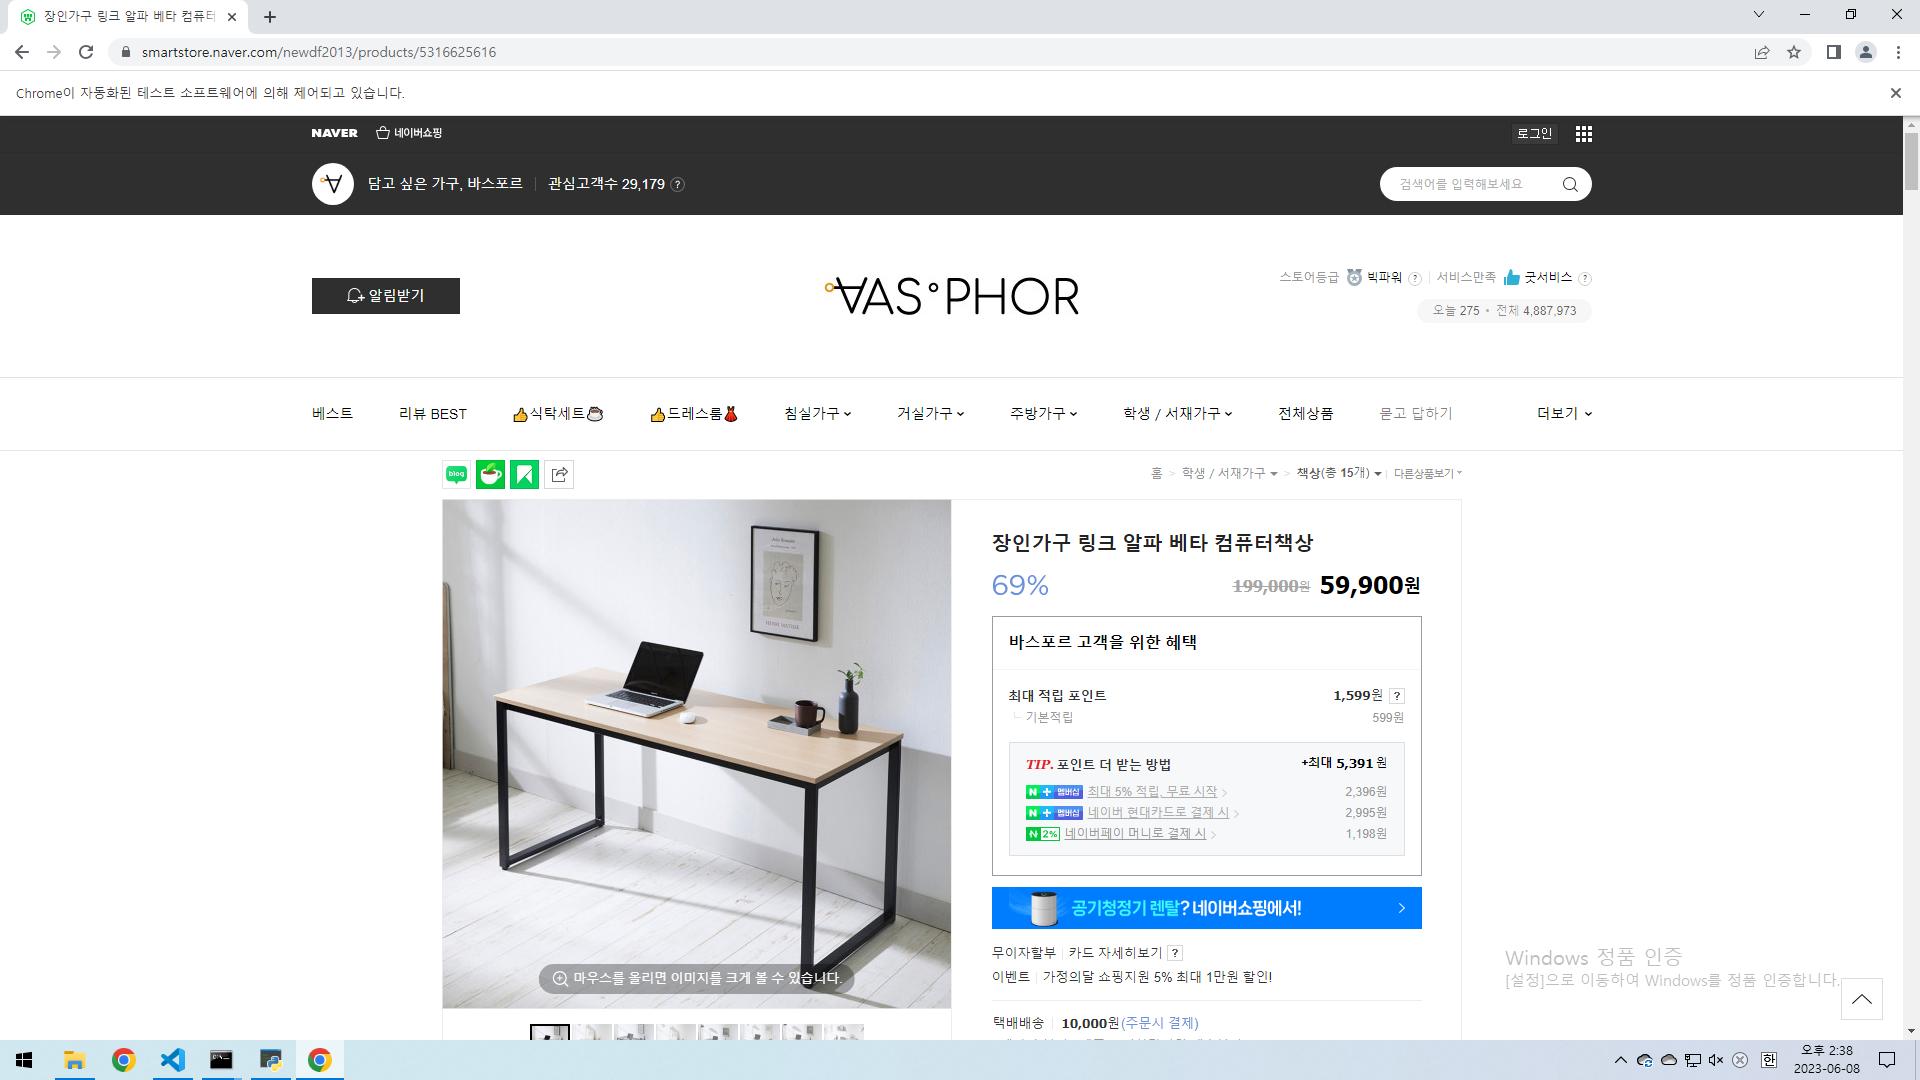 장인가구 링크 알파 베타 컴퓨터
smartstore.naver.com/newdf2013/products/5316625616
Chrome이 자동화된 테스트 소프트웨어에 의해 제어되고 있습니다.
NAVER 네이버쇼핑 로그인
담고 싶은 가구, 바스포르 관심고객수 29,179 ?
검색어를 입력해보세요
알림받기
VAS°PHOR
스토어등급 빅파워 ? 서비스만족 굿서비스 ?
오늘 275 • 전체 4,887,973
베스트 리뷰 BEST 👍식탁세트☕ 👍드레스룸💃 침실가구 거실가구 주방가구 학생 / 서재가구 전체상품 묻고 답하기 더보기
blog
홈 > 학생 / 서재가구 > 책상(총 15개) 다른상품보기
장인가구 링크 알파 베타 컴퓨터책상
69% 199,000원 59,900원
바스포르 고객을 위한 혜택
최대 적립 포인트 1,599원 ?
기본적립 599원
TIP. 포인트 더 받는 방법 +최대 5,391 원
N + 멤버십 최대 5% 적립, 무료 시작 > 2,396원
N + 멤버십 네이버 현대카드로 결제 시 > 2,995원
N 2% 네이버페이 머니로 결제 시 > 1,198원
공기청정기 렌탈? 네이버쇼핑에서! >
무이자할부 카드 자세히보기 ?
이벤트 가정의달 쇼핑지원 5% 최대 1만원 할인!
택배배송 10,000원(주문시 결제)
HENRI MATISSE
마우스를 올리면 이미지를 크게 볼 수 있습니다.
Windows 정품 인증
[설정]으로 이동하여 Windows를 정품 인증합니다.
한
오후 2:38
2023-06-08